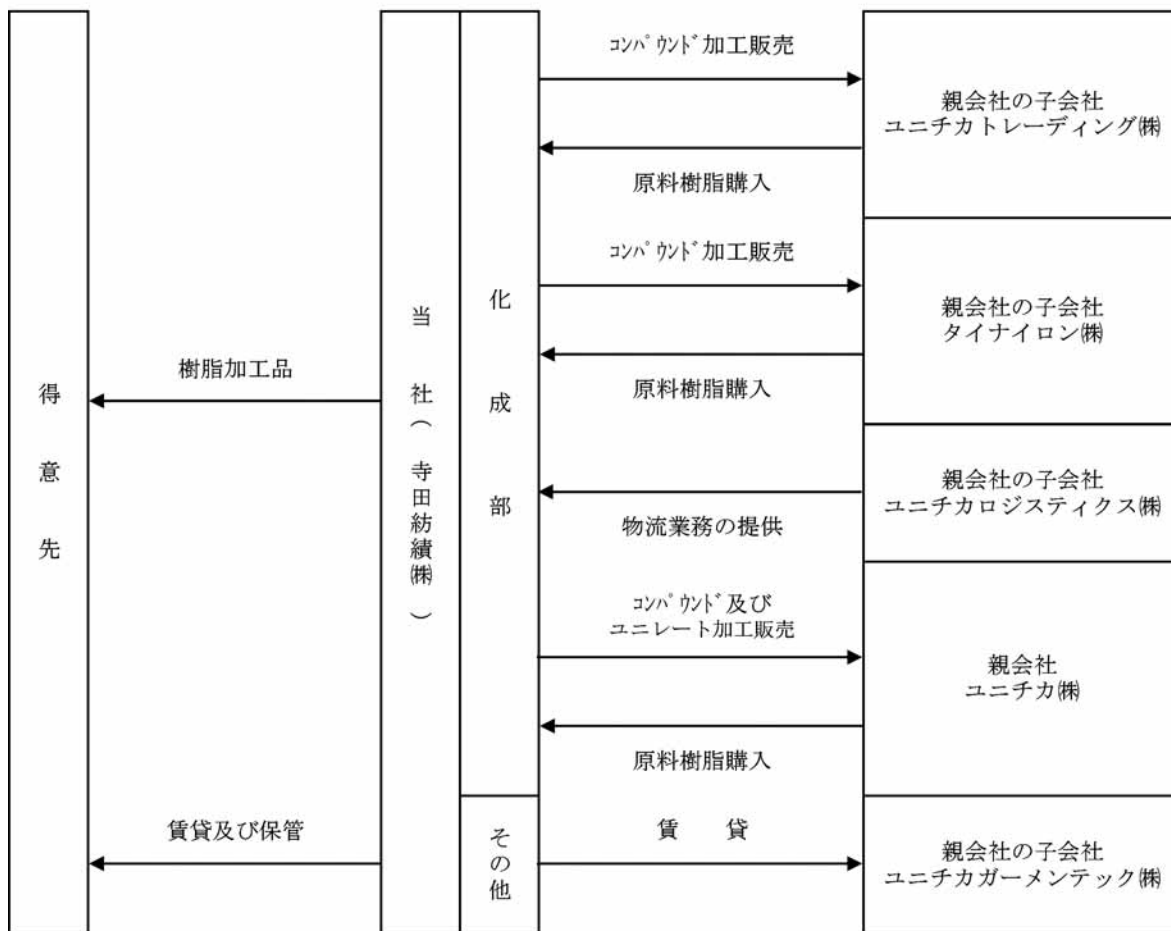 得意先
樹脂加工品
賃貸及び保管
当社（寺田紡績㈱）
化成部
その他
ｺﾝﾊﾟｳﾝﾄﾞ加工販売
原料樹脂購入
ｺﾝﾊﾟｳﾝﾄﾞ加工販売
原料樹脂購入
物流業務の提供
ｺﾝﾊﾟｳﾝﾄﾞ及び
ユニレート加工販売
原料樹脂購入
賃　貸
親会社の子会社
ユニチカトレーディング㈱
親会社の子会社
タイナイロン㈱
親会社の子会社
ユニチカロジスティクス㈱
親会社
ユニチカ㈱
親会社の子会社
ユニチカガーメンテック㈱